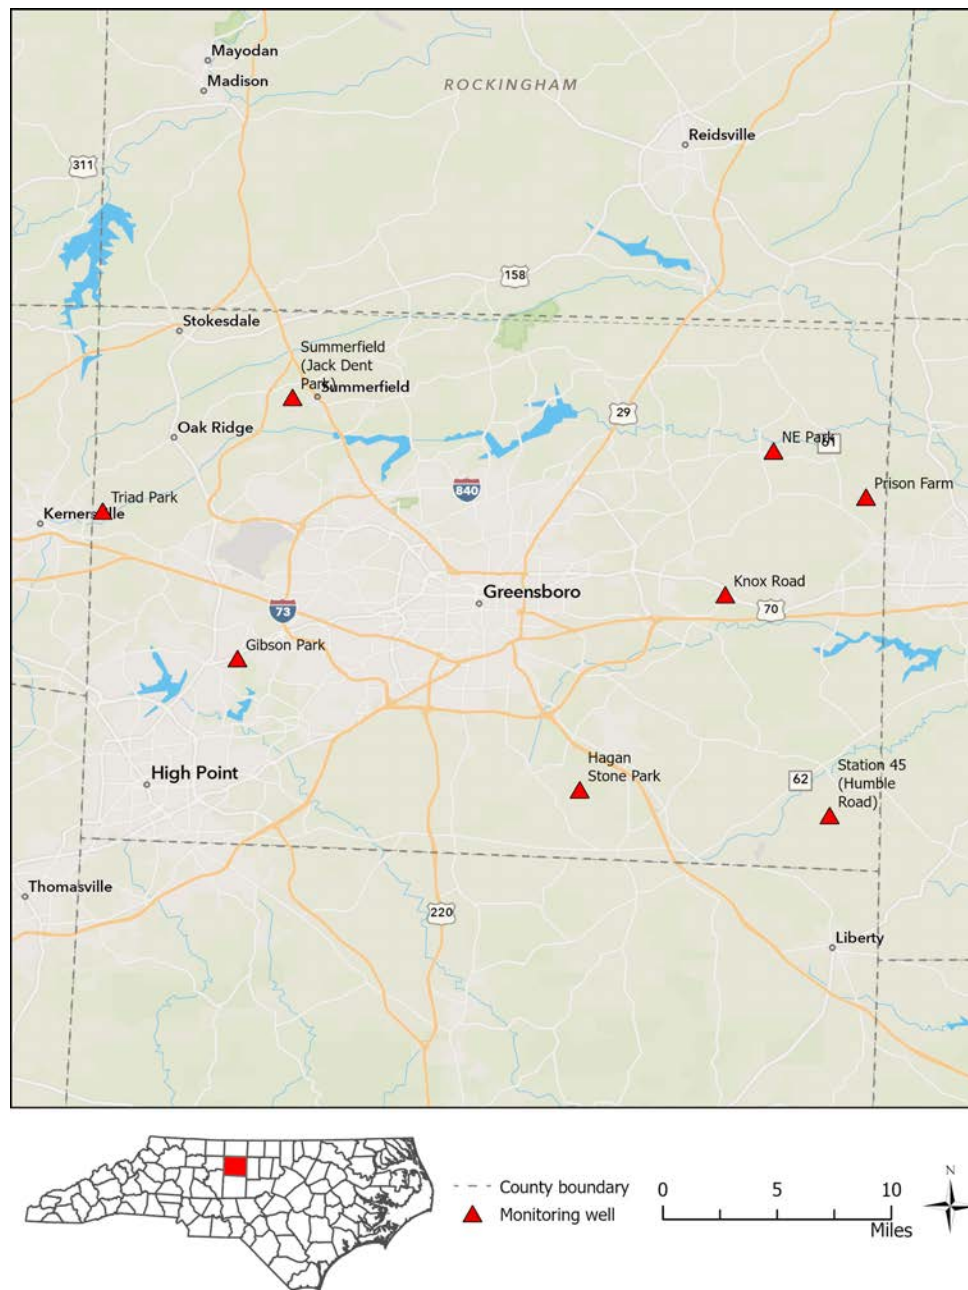 Mayodan
Madison
ROCKINGHAM
Reidsville
311
158
Stokesdale
Summerfield
(Jack Dent
Park)
Summerfield
29
Oak Ridge
NE Park
61
840
Prison Farm
Triad Park
Kernersville
Knox Road
Greensboro
73
70
Gibson Park
Hagan
Stone Park
Station 45
(Humble
Road)
High Point
62
Thomasville
220
Liberty
County boundary
Monitoring well
0 5 10
Miles
N